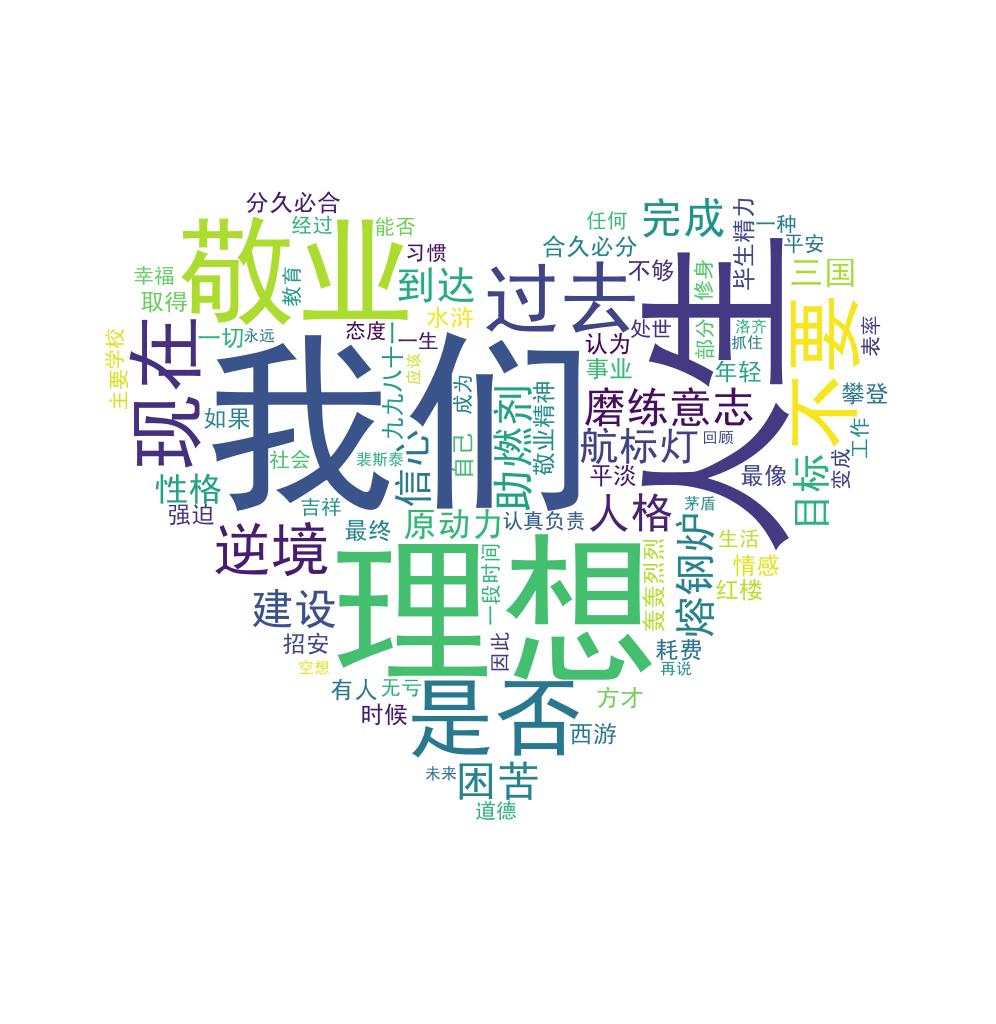 分久必合
完成
毕生精力
一种
任何
经过
能否
敬业
合久必分
平安
习惯
过去
不够
修身
人生
三国
幸福
教育
到达
取得
不要
水浒
处世
部分
洛齐
表率
现在
一切
永远
态度
一生
认为
抓住
主要学校
九九八十一
应该
事业
年轻
我们
成为
助燃剂
敬业精神
磨练意志
攀登
如果
信心
自己
航标灯
回顾
工作
社会
裴斯泰
平淡
最像
变成
目标
性格
吉祥
人格
茅盾
强迫
最终
原动力
认真负责
逆境
熔钢炉
生活
理想
一段时间
轰轰烈烈
情感
红楼
建设
招安
因此
耗费
空想
再说
有人
无亏
方才
时候
是否
西游
未来
困苦
道德